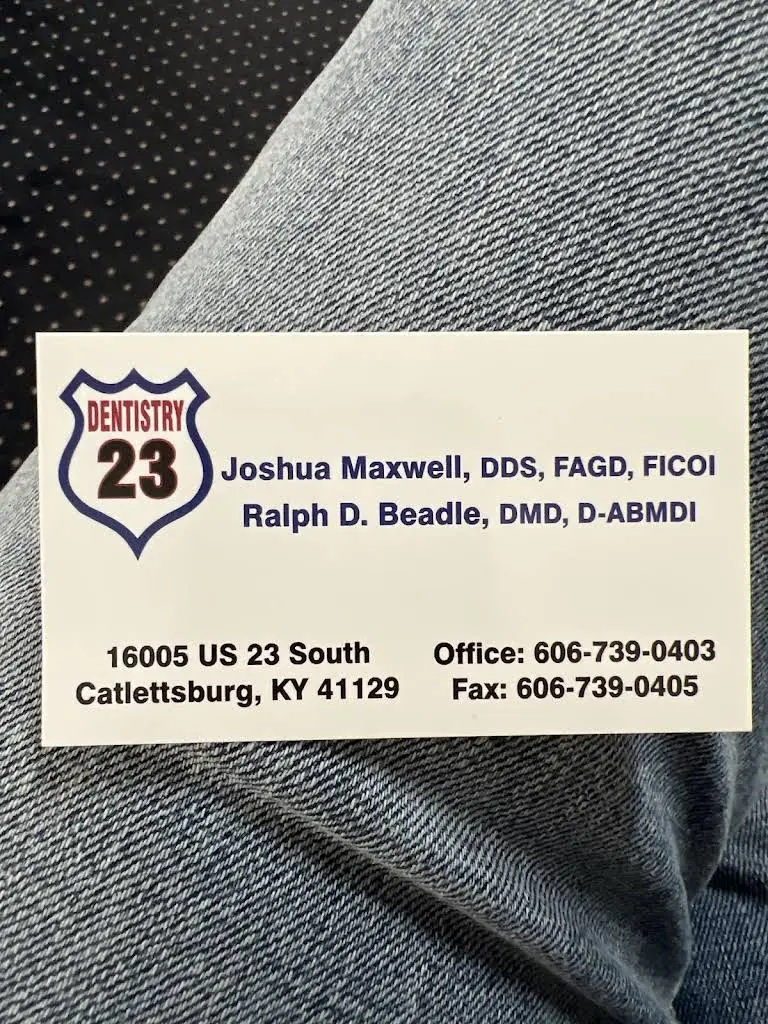 DENTISTRY
23
Joshua Maxwell, DDS, FAGD, FICOI
Ralph D. Beadle, DMD, D-ABMDI
16005 US 23 South
Catlettsburg, KY 41129
Office: 606-739-0403
Fax: 606-739-0405